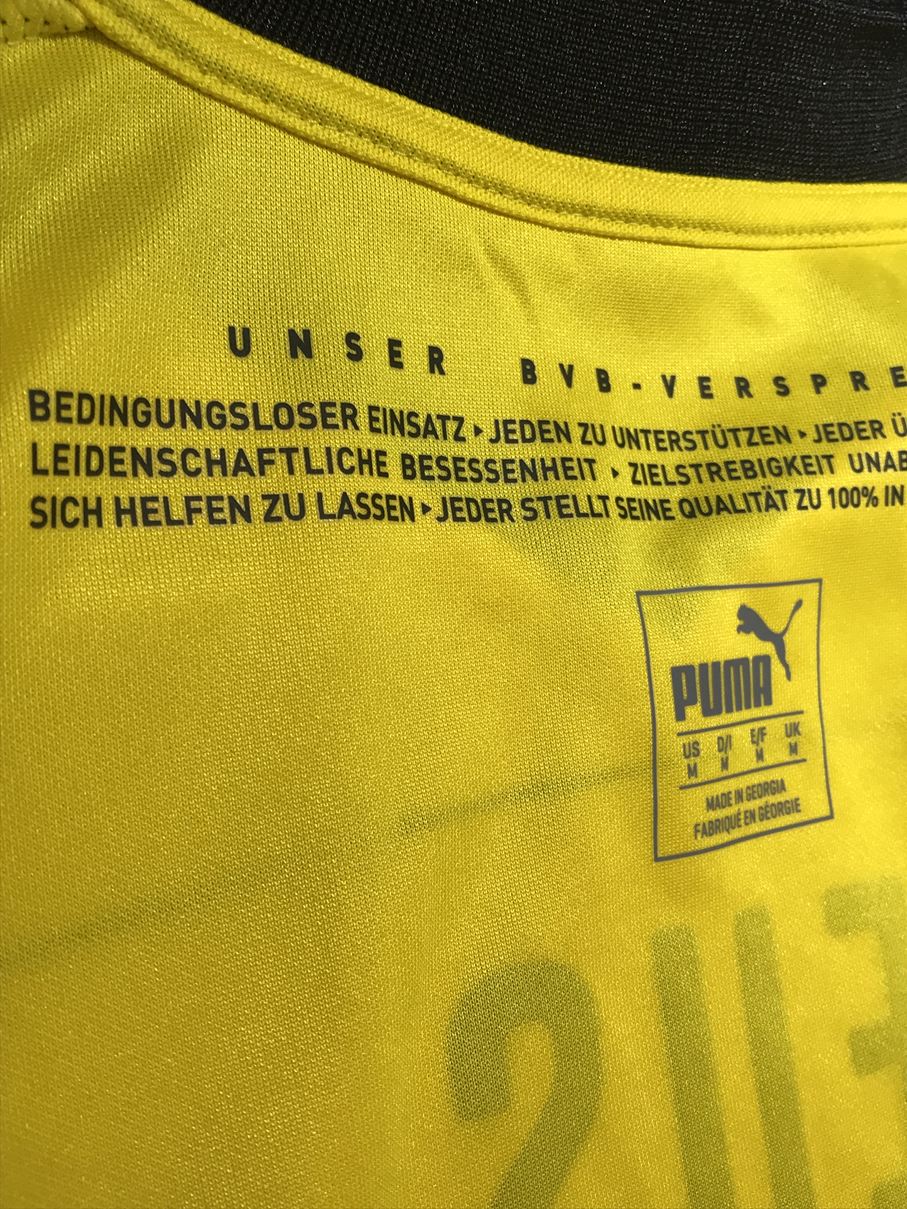 UNSER BVB-VERSPRE
BEDINGUNGSLOSER EINSATZ ▸ JEDEN ZU UNTERSTÜTZEN ▸ JEDER Ü
LEIDENSCHAFTLICHE BESESSENHEIT ▸ ZIELSTREBIGKEIT UNAB
SICH HELFEN ZU LASSEN ▸ JEDER STELLT SEINE QUALITÄT ZU 100% IN
PUMA
US D/I E/F UK
M M M M
MADE IN GEORGIA
FABRIQUÉ EN GÉORGIE